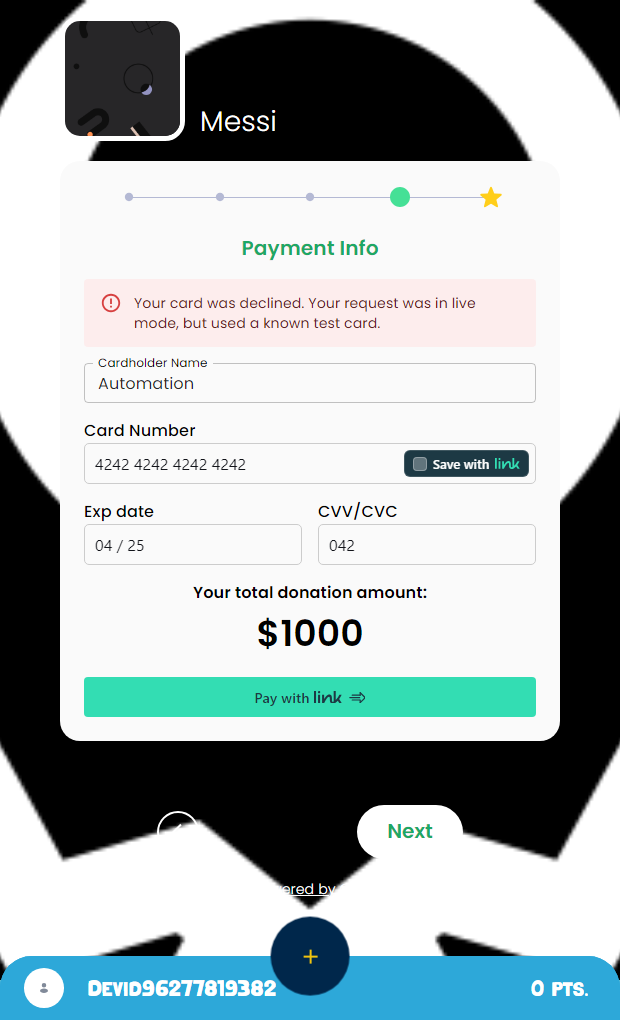 Messi
Payment Info
Your card was declined. Your request was in live
mode, but used a known test card.
Cardholder Name
Automation
Card Number
4242 4242 4242 4242
Save with link
Exp date
CVV/CVC
04 / 25
042
Your total donation amount:
$1000
Pay with link
Next
ered by
Devid96277819382
0 PTS.